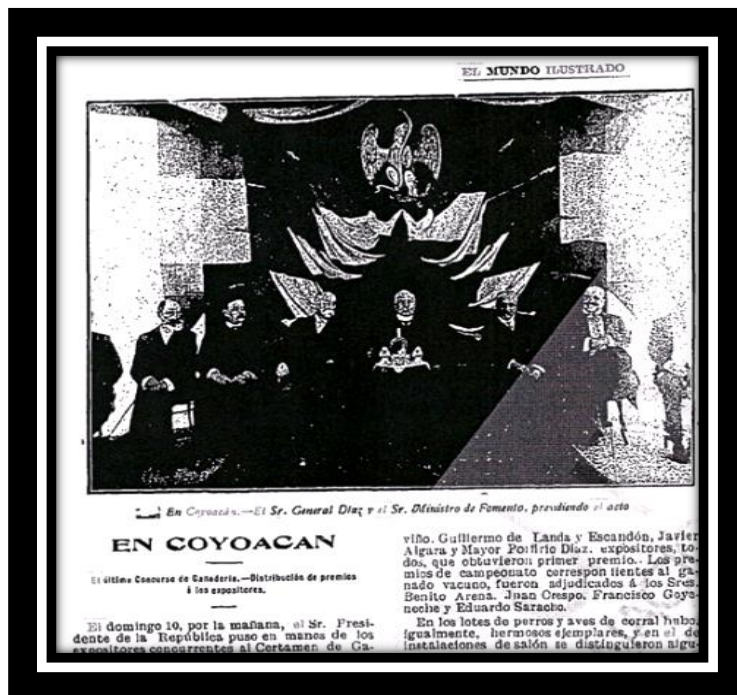 EL MUNDO ILUSTRADO
En Coyoacán.—El Sr. General Díaz y el Sr. Ministro de Fomento, presidiendo el acto
EN COYOACAN
El último Concurso de Ganadería.—Distribución de premios
á los expositores.
El domingo 10, por la mañana, el Sr. Presi-
dente de la República puso en manos de los
expositores concurrentes al Certamen de Ga-
viño. Guillermo de Landa y Escandón, Javier
Algara y Mayor Porfirio Díaz. expositores, to-
dos, que obtuvieron primer premio. Los pre-
mios de campeonato correspondientes al ga-
nado vacuno, fueron adjudicados á los Sres.
Benito Arena. Juan Crespo. Francisco Goye-
noche y Eduardo Saracho.
En los lotes de perros y aves de corral hubo,
igualmente, hermosos ejemplares, y en el de
instalaciones de salón se distinguieron algu-